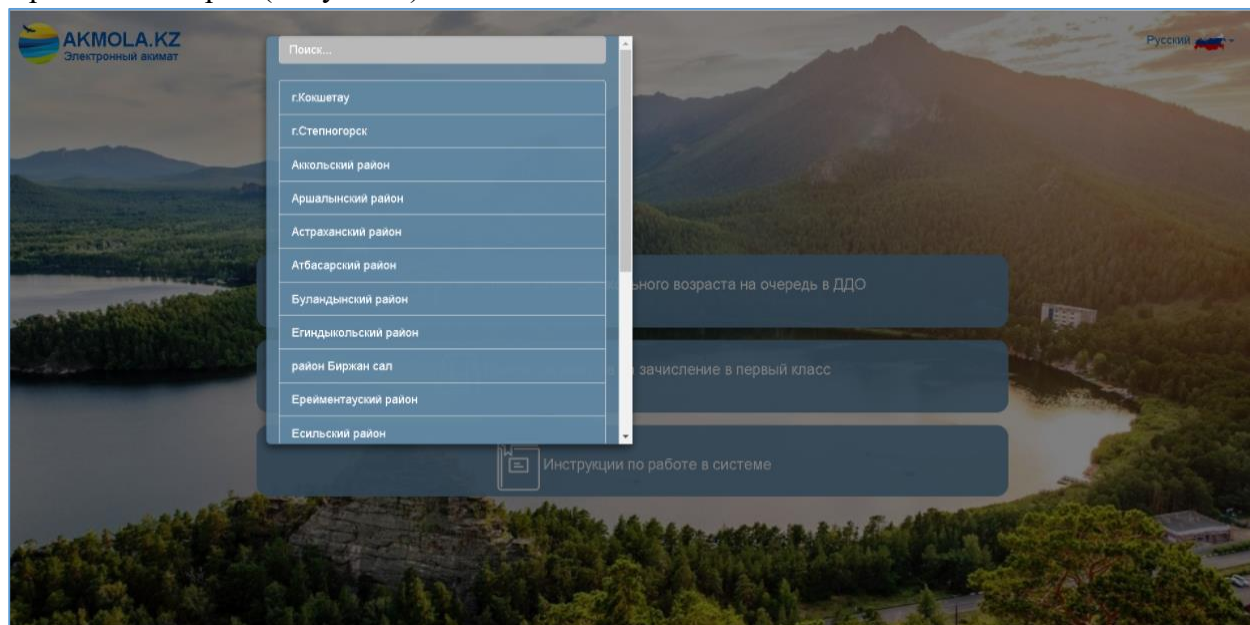 AKMOLA.KZ
Электронный акимат
Русский
Поиск...
г.Кокшетау
г.Степногорск
Аккольский район
Аршалынский район
Астраханский район
Атбасарский район
Буландынский район
Егиндыкольский район
район Биржан сал
Ерейментауский район
Есильский район
возраста на очередь в ДДО
зачисление в первый класс
Инструкции по работе в системе